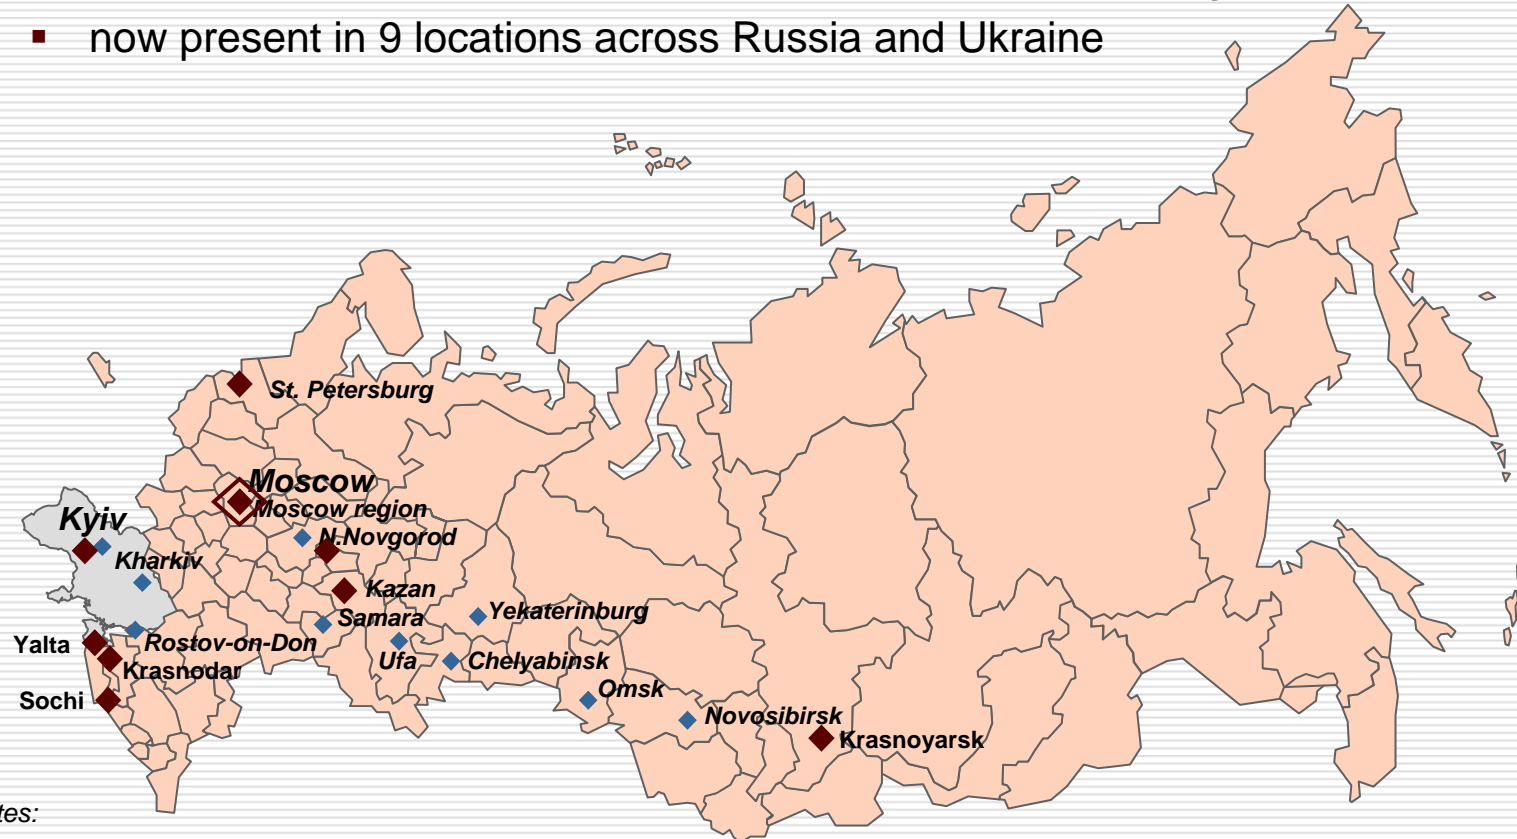 ▪ now present in 9 locations across Russia and Ukraine
St. Petersburg
Moscow
Moscow region
Kyiv
N.Novgorod
Kharkiv
Kazan
Yekaterinburg
Samara
Yalta
Rostov-on-Don
Ufa
Chelyabinsk
Krasnodar
Omsk
Sochi
Novosibirsk
Krasnoyarsk